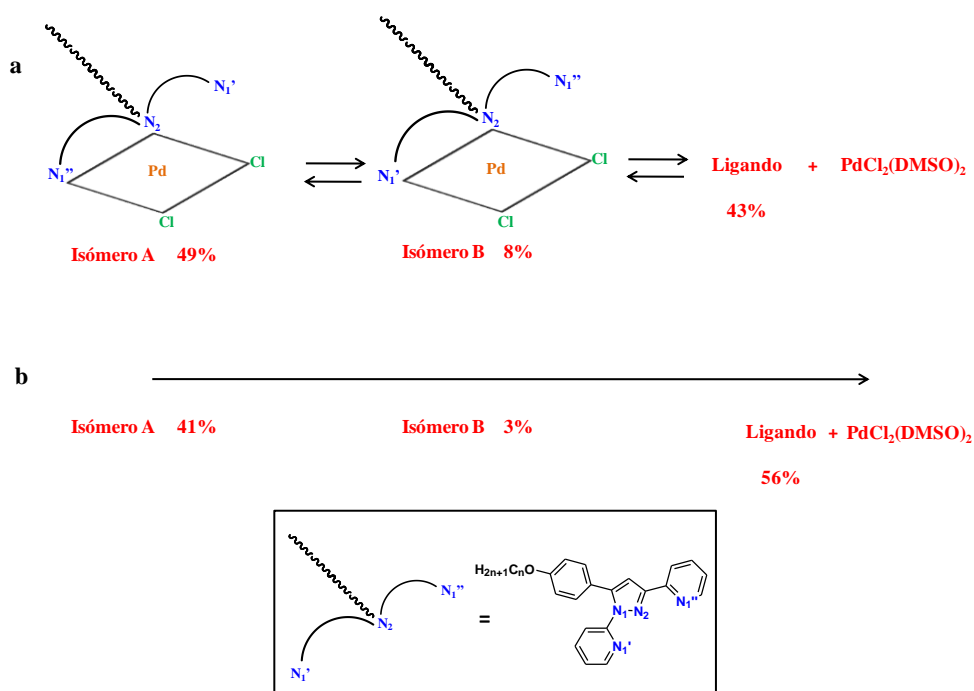 a
N₁’
N₁’’
N₂
N₂
N₁’’
Pd
Cl
N₁’
Pd
Cl
Ligando + PdCl₂(DMSO)₂
Cl
Cl
43%
Isómero A 49%
Isómero B 8%
b
Isómero A 41%
Isómero B 3%
Ligando + PdCl₂(DMSO)₂
56%
H₂ₙ₊₁CₙO
N₁’’
N₂
N₁’
=
N₁-N₂
N₁’’
N₁’